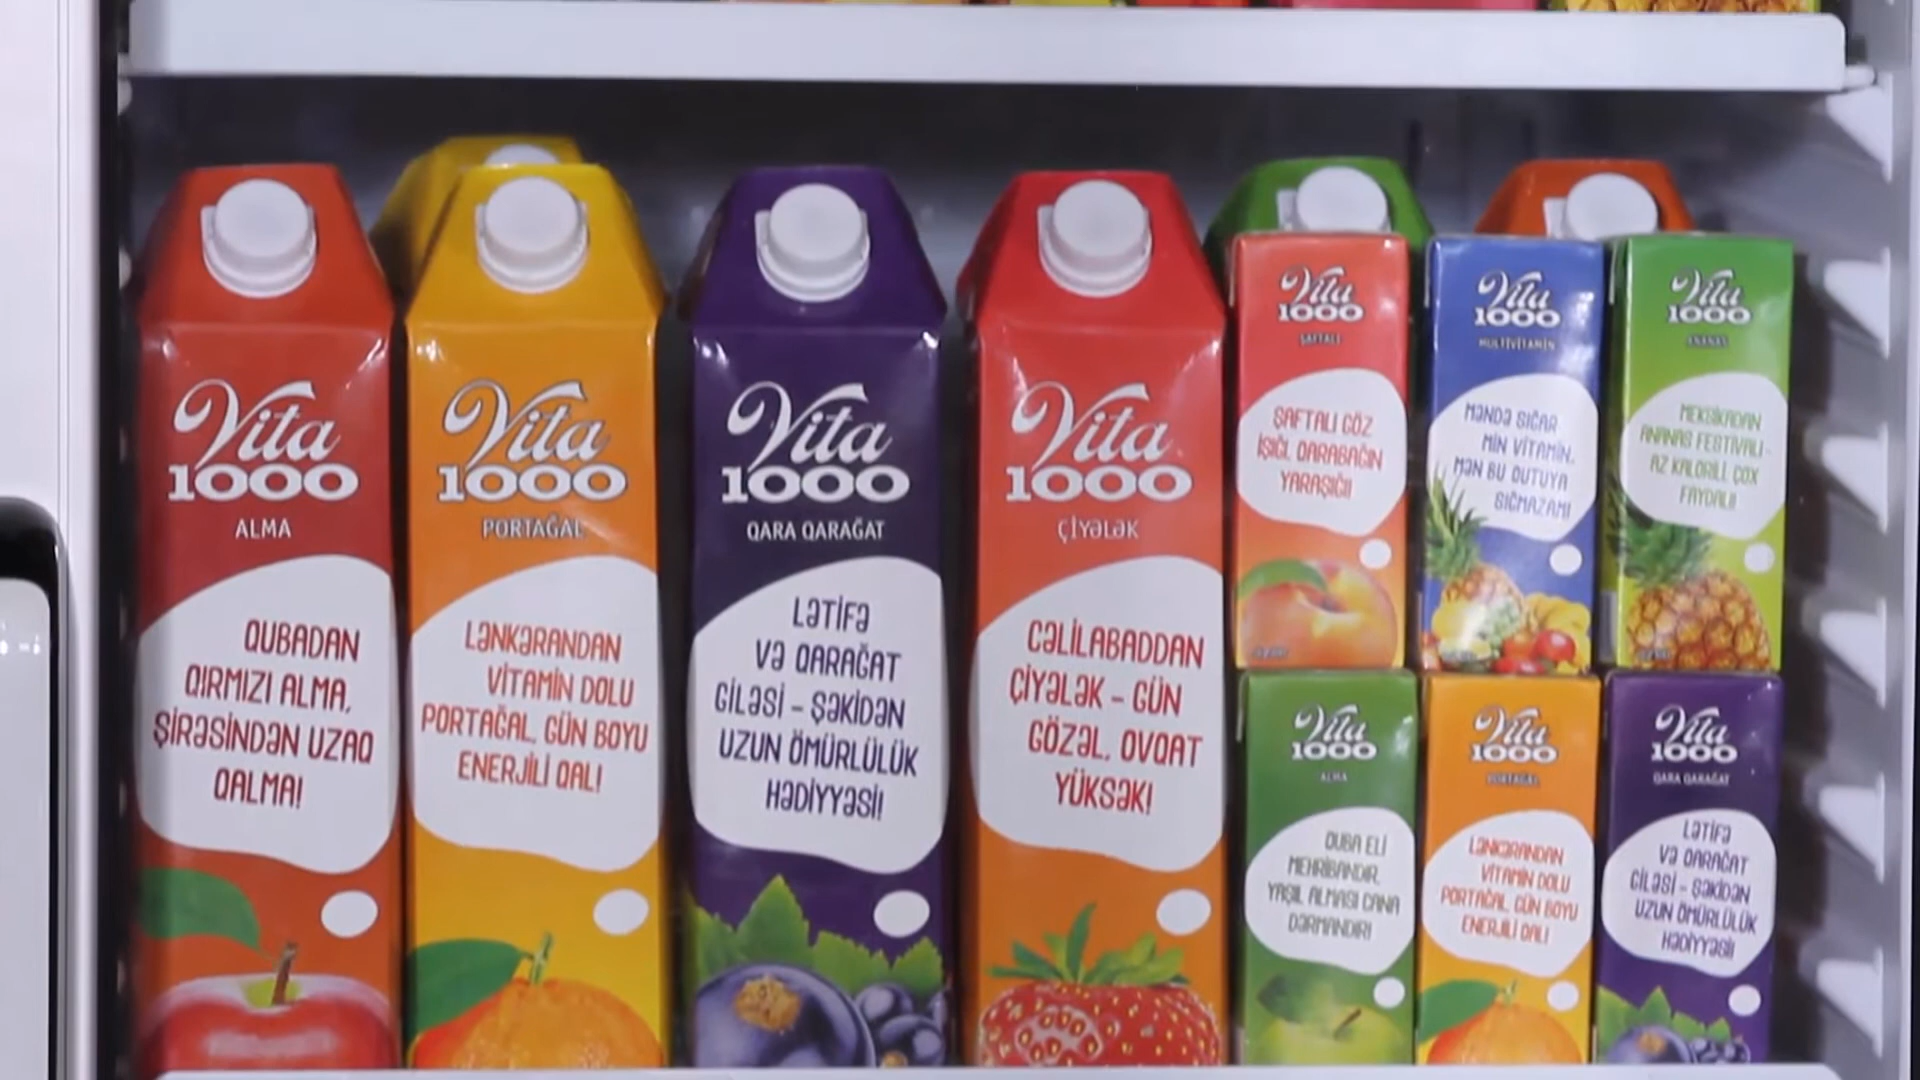 Vita
1000
ALMA
QUBADAN
QIRMIZI ALMA,
ŞİRƏSİNDƏN UZAQ
QALMA!
Vita
1000
PORTAĞAL
LƏNKƏRANDAN
VİTAMİN DOLU
PORTAĞAL, GÜN BOYU
ENERJİLİ QAL!
Vita
1000
QARA QARAĞAT
LƏTİFƏ
VƏ QARAĞAT
GİLƏSİ – ŞƏKİDƏN
UZUN ÖMÜRLÜLÜK
HƏDİYYƏSİ!
Vita
1000
ÇİYƏLƏK
CƏLİLABADDAN
ÇİYƏLƏK – GÜN
GÖZƏL, OVQAT
YÜKSƏK!
Vita
1000
ŞAFTALI
ŞAFTALI GÖZ
İŞIĞI, QARABAĞIN
YARAŞIĞI!
Vita
1000
MULTİVİTAMİN
MƏNDƏ SIĞAR
MİN VİTAMİN,
MƏN BU QUTUYA
SIĞMAZAM!
Vita
1000
ANANAS
MEKSİKADAN
ANANAS FESTİVALI –
AZ KALORİLİ, ÇOX
FAYDALI!
Vita
1000
ALMA
QUBA ELİ
MEHRİBANDIR,
YAŞIL ALMASI CANA
DƏRMANDIR!
Vita
1000
PORTAĞAL
LƏNKƏRANDAN
VİTAMİN DOLU
PORTAĞAL, GÜN BOYU
ENERJİLİ QAL!
Vita
1000
QARA QARAĞAT
LƏTİFƏ
VƏ QARAĞAT
GİLƏSİ – ŞƏKİDƏN
UZUN ÖMÜRLÜLÜK
HƏDİYYƏSİ!